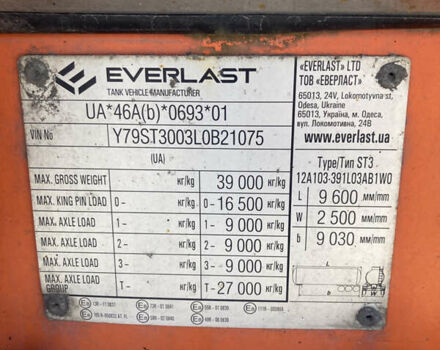 EVERLAST
TANK VEHICLE MANUFACTURER
«EVERLAST» LTD
ТОВ «ЕВЕРЛАСТ»
65013, 24V, Lokomotyvna st,
Odesa, Ukraine
65013, Україна, м. Одеса,
вул. Локомотивна, 24В
www.everlast.ua
UA*46A(b)*0693*01
VIN No Y79ST3003L0B21075
(UA)
Type/Тип ST3
12A103-391L03AB1W0
MAX. GROSS WEIGHT kг/kg 39 000 кг/kg
MAX. KING PIN LOAD 0- кг/kg 0- 16 500 кг/kg
MAX. AXLE LOAD 1- кг/kg 1- 9 000 кг/kg
MAX. AXLE LOAD 2- кг/kg 2- 9 000 кг/kg
MAX. AXLE LOAD 3- кг/kg 3- 9 000 кг/kg
MAX. AXLE LOAD GROUP T- кг/kg T- 27 000 кг/kg
L 9 600 мм/mm
W 2 500 мм/mm
b 9 030 мм/mm
L
b
W